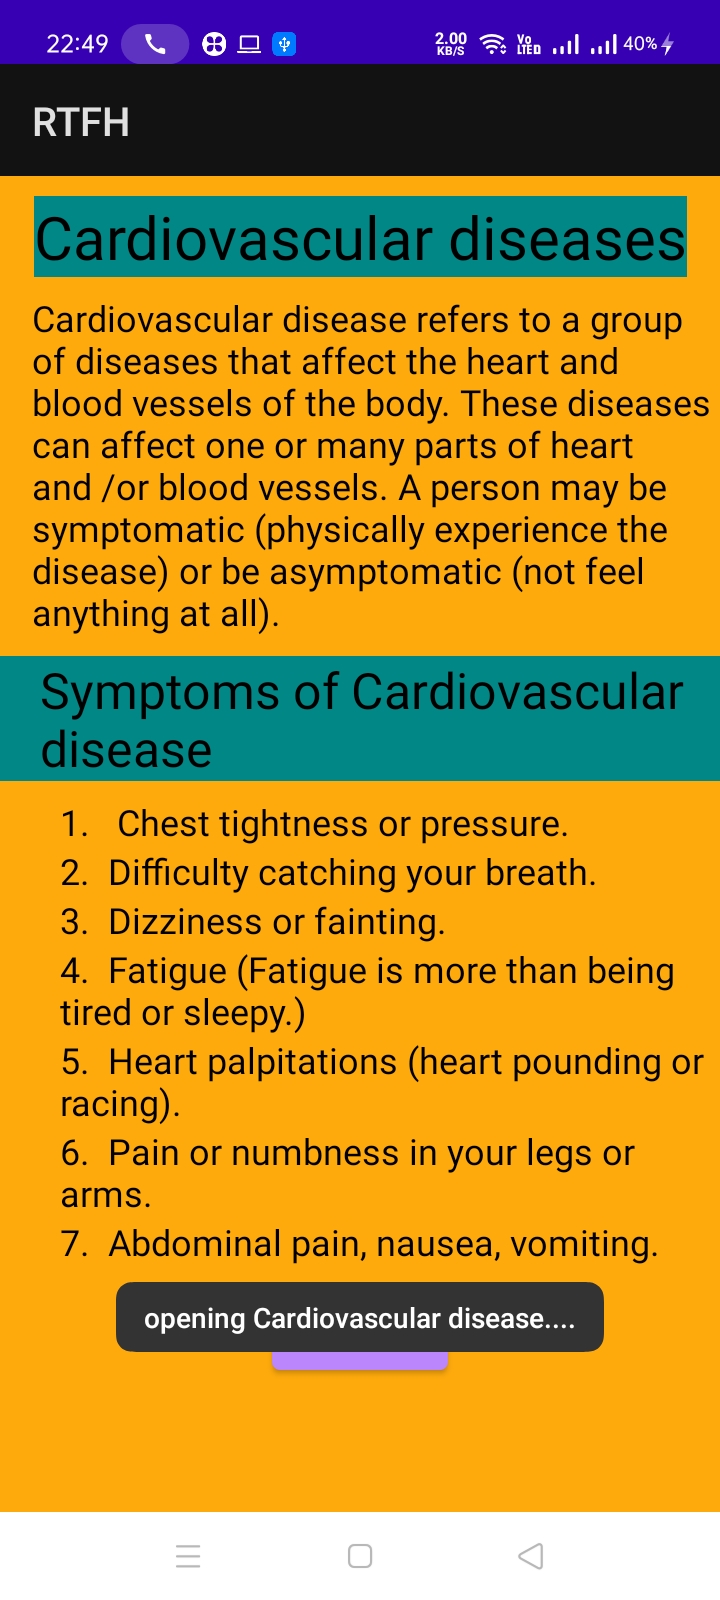 22:49 2.00 KB/S Vo LTE 40%
RTFH
Cardiovascular diseases
Cardiovascular disease refers to a group
of diseases that affect the heart and
blood vessels of the body. These diseases
can affect one or many parts of heart
and /or blood vessels. A person may be
symptomatic (physically experience the
disease) or be asymptomatic (not feel
anything at all).
Symptoms of Cardiovascular
disease
1. Chest tightness or pressure.
2. Difficulty catching your breath.
3. Dizziness or fainting.
4. Fatigue (Fatigue is more than being
tired or sleepy.)
5. Heart palpitations (heart pounding or
racing).
6. Pain or numbness in your legs or
arms.
7. Abdominal pain, nausea, vomiting.
opening Cardiovascular disease....